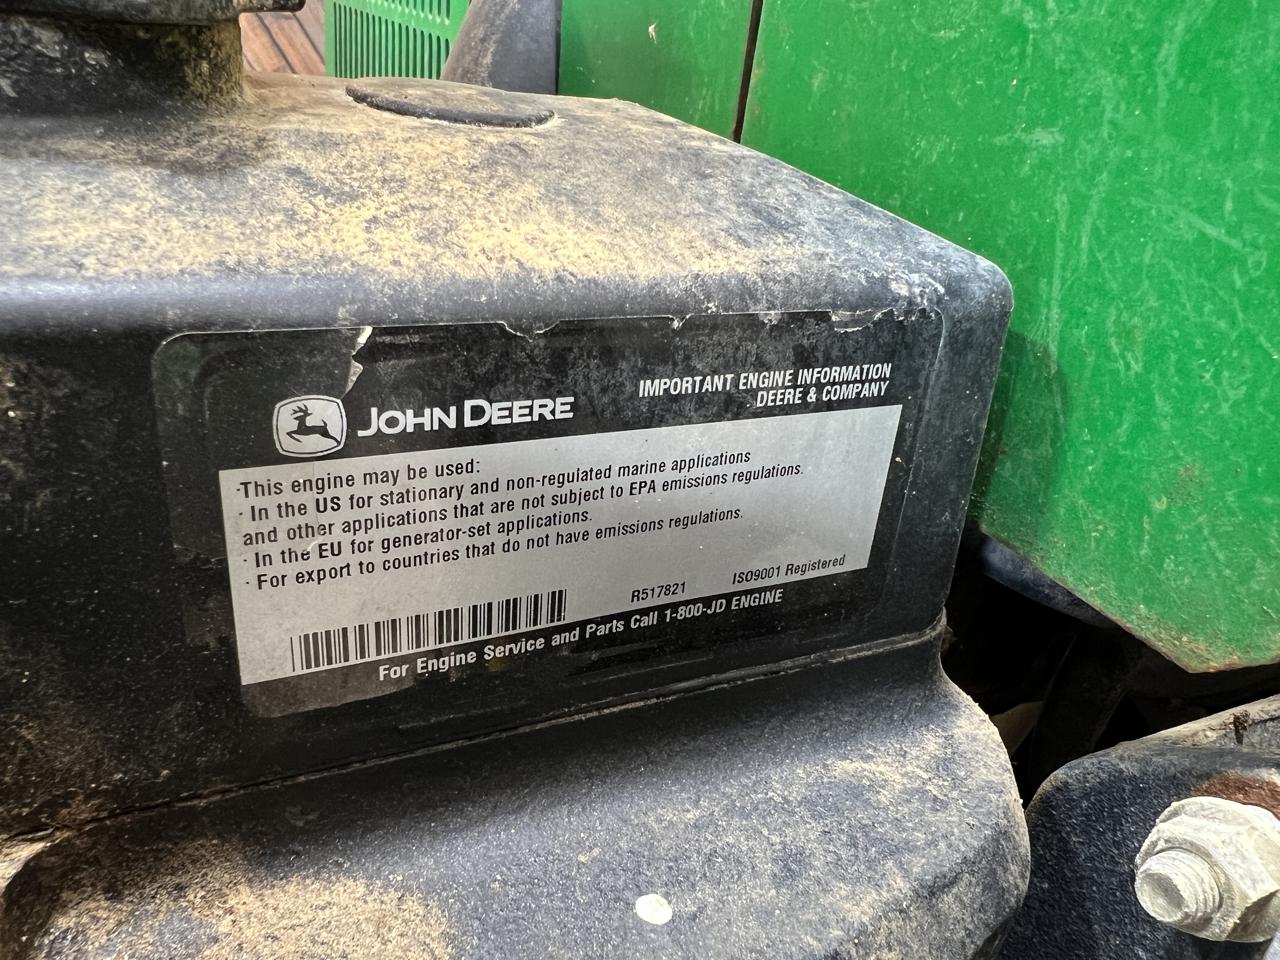 JOHN DEERE
IMPORTANT ENGINE INFORMATION
DEERE & COMPANY
·This engine may be used:
· In the US for stationary and non-regulated marine applications
and other applications that are not subject to EPA emissions regulations.
· In the EU for generator-set applications.
· For export to countries that do not have emissions regulations.
R517821
ISO9001 Registered
For Engine Service and Parts Call 1-800-JD ENGINE